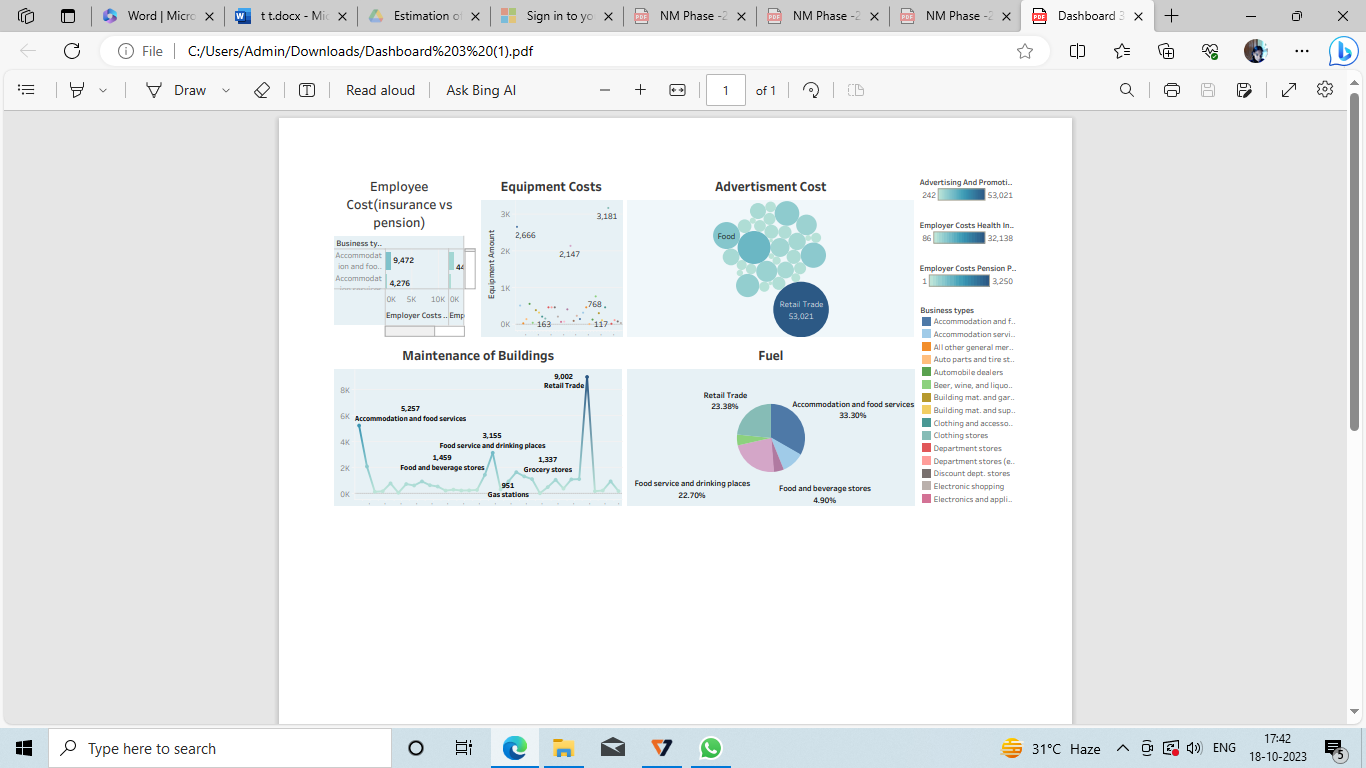 Word | Micro
t t.docx - Mic
Estimation o
Sign in to yo
NM Phase -2
NM Phase -2
NM Phase -2
Dashboard 3
File
C:/Users/Admin/Downloads/Dashboard%203%20(1).pdf
Draw
Read aloud
Ask Bing AI
1
of 1
Employee
Cost(insurance vs
pension)
Business ty..
Accommodat
ion and foo..
9,472
44
Accommodat
4,276
0K 5K 10K 0K
Employer Costs .. Emp
Equipment Costs
Equipment Amount
3K
2K
1K
0K
3,181
2,666
2,147
768
163
117
Advertisment Cost
Food
Retail Trade
53,021
Advertising And Promoti..
242 53,021
Employer Costs Health In..
86 32,138
Employer Costs Pension P..
1 3,250
Business types
Accommodation and f..
Accommodation servi..
All other general mer..
Auto parts and tire st..
Automobile dealers
Beer, wine, and liquo..
Building mat. and gar..
Building mat. and sup..
Clothing and accesso..
Clothing stores
Department stores
Department stores (e..
Discount dept. stores
Electronic shopping
Electronics and appli..
Maintenance of Buildings
8K
6K
4K
2K
0K
9,002
Retail Trade
5,257
Accommodation and food services
3,155
Food service and drinking places
1,459
Food and beverage stores
1,337
Grocery stores
951
Gas stations
Fuel
Retail Trade
23.38%
Accommodation and food services
33.30%
Food service and drinking places
22.70%
Food and beverage stores
4.90%
Type here to search
31°C Haze
ENG
17:42
18-10-2023
5